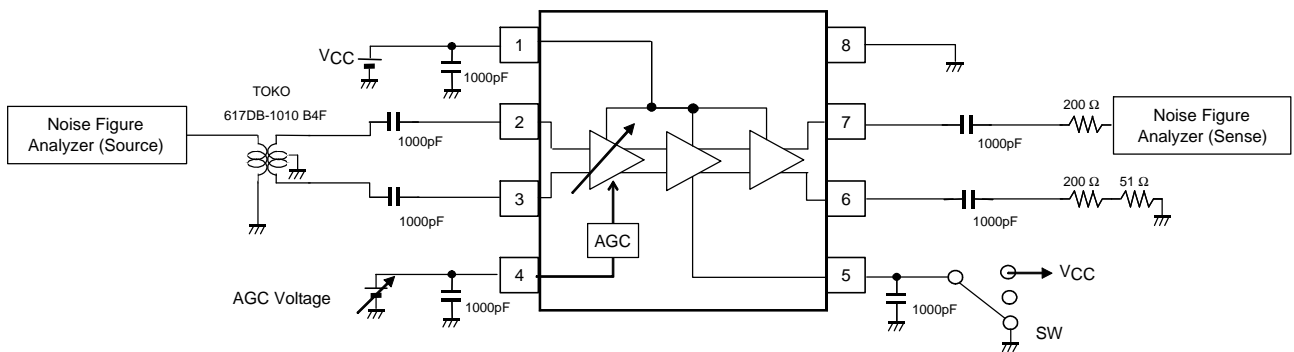 VCC
1000pF
1
8
TOKO
617DB-1010 B4F
Noise Figure
Analyzer (Source)
1000pF
2
7
1000pF
200 Ω
Noise Figure
Analyzer (Sense)
1000pF
3
6
1000pF
200 Ω
51 Ω
AGC
AGC Voltage
1000pF
4
5
1000pF
VCC
SW